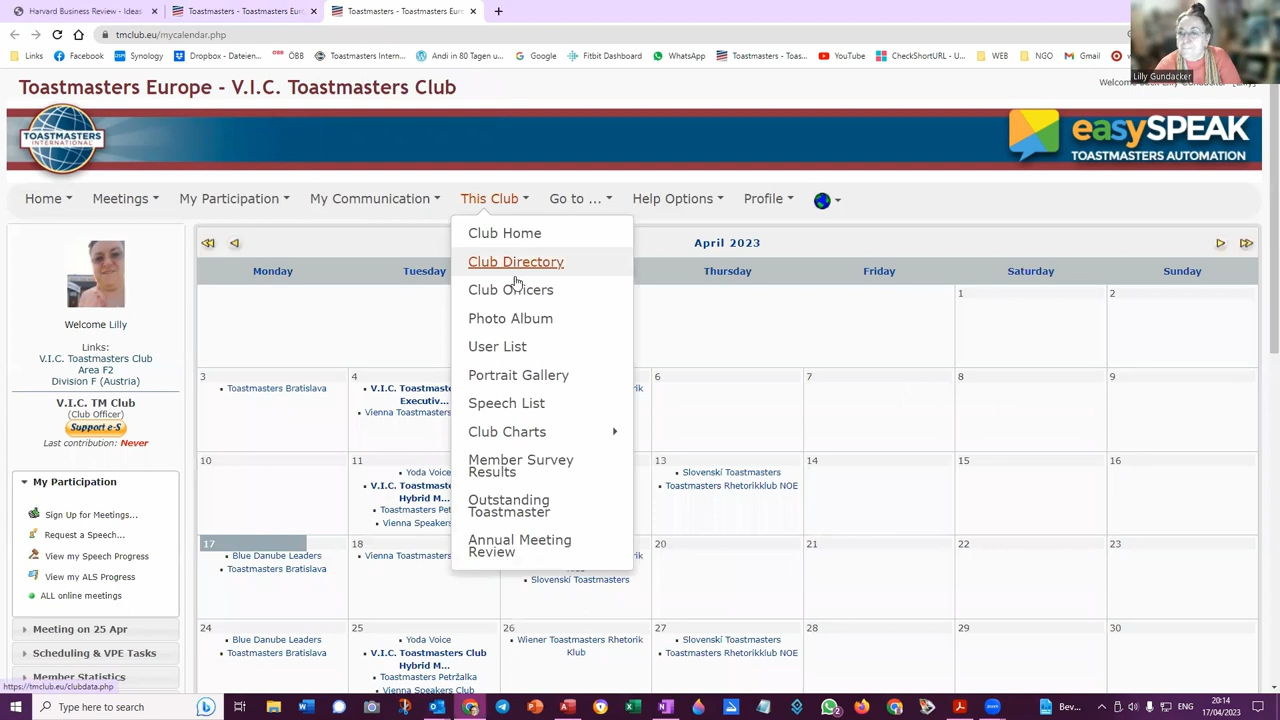 Harvard Business Review - Ideas
Toastmasters - Toastmasters Eur
Toastmasters - Toastmasters Eur
tmclub.eu/mycalendar.php
Links
Facebook
Synology
Dropbox - Dateien...
ÖBB
Toastmasters Intern...
Andi in 80 Tagen u...
Google
Fitbit Dashboard
WhatsApp
Toastmasters - Toas...
YouTube
CheckShortURL - U...
WEB
NGO
Gmail
Lilly Gundacker
Toastmasters Europe - V.I.C. Toastmasters Club
TOASTMASTERS
INTERNATIONAL
easySPEAK
TOASTMASTERS AUTOMATION
Home
Meetings
My Participation
My Communication
This Club
Go to ...
Help Options
Profile
Club Home
Club Directory
Club Officers
Photo Album
User List
Portrait Gallery
Speech List
Club Charts
Member Survey
Results
Outstanding
Toastmaster
Annual Meeting
Review
Welcome Lilly
Links:
V.I.C. Toastmasters Club
Area F2
Division F (Austria)
V.I.C. TM Club
(Club Officer)
Support e-S
Last contribution: Never
My Participation
Sign Up for Meetings...
Request a Speech...
View my Speech Progress
View my ALS Progress
ALL online meetings
Meeting on 25 Apr
Scheduling & VPE Tasks
Member Statistics
April 2023
Monday
Tuesday
Thursday
Friday
Saturday
Sunday
1
2
3
Toastmasters Bratislava
4
V.I.C. Toastmaste
Executiv...
Vienna Toastmasters
rik
6
7
8
9
10
11
Yoda Voice
V.I.C. Toastmaste
Hybrid M...
Toastmasters Pet
Vienna Speakers
13
Slovenskí Toastmasters
Toastmasters Rhetorikklub NOE
14
15
16
17
Blue Danube Leaders
Toastmasters Bratislava
18
Vienna Toastmasters
rik
Slovenskí Toastmasters
20
21
22
23
24
Blue Danube Leaders
Toastmasters Bratislava
25
Yoda Voice
V.I.C. Toastmasters Club
Hybrid M...
Toastmasters Petržalka
Vienna Speakers Club
26
Wiener Toastmasters Rhetorik
Klub
27
Slovenskí Toastmasters
Toastmasters Rhetorikklub NOE
28
29
30
https://tmclub.eu/clubdata.php
Type here to search
Bev...
20:14
17/04/2023